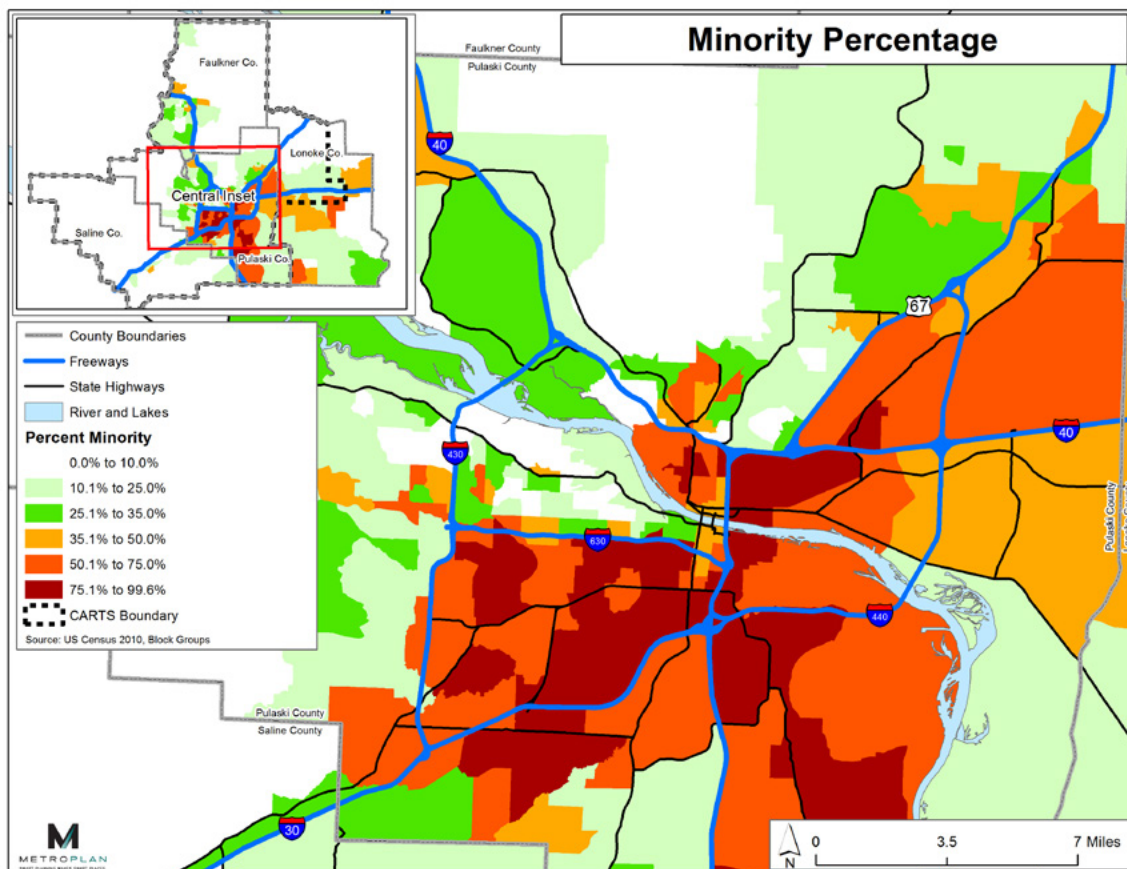 Minority Percentage
Faulkner County
Pulaski County
Faulkner Co.
Lonoke Co.
Central Inset
Saline Co.
Pulaski Co.
County Boundaries
Freeways
State Highways
River and Lakes
Percent Minority
0.0% to 10.0%
10.1% to 25.0%
25.1% to 35.0%
35.1% to 50.0%
50.1% to 75.0%
75.1% to 99.6%
CARTS Boundary
Source: US Census 2010, Block Groups
40
67
40
430
630
440
30
Pulaski County
Pulaski County
Saline County
METROPLAN
N
0 3.5 7 Miles